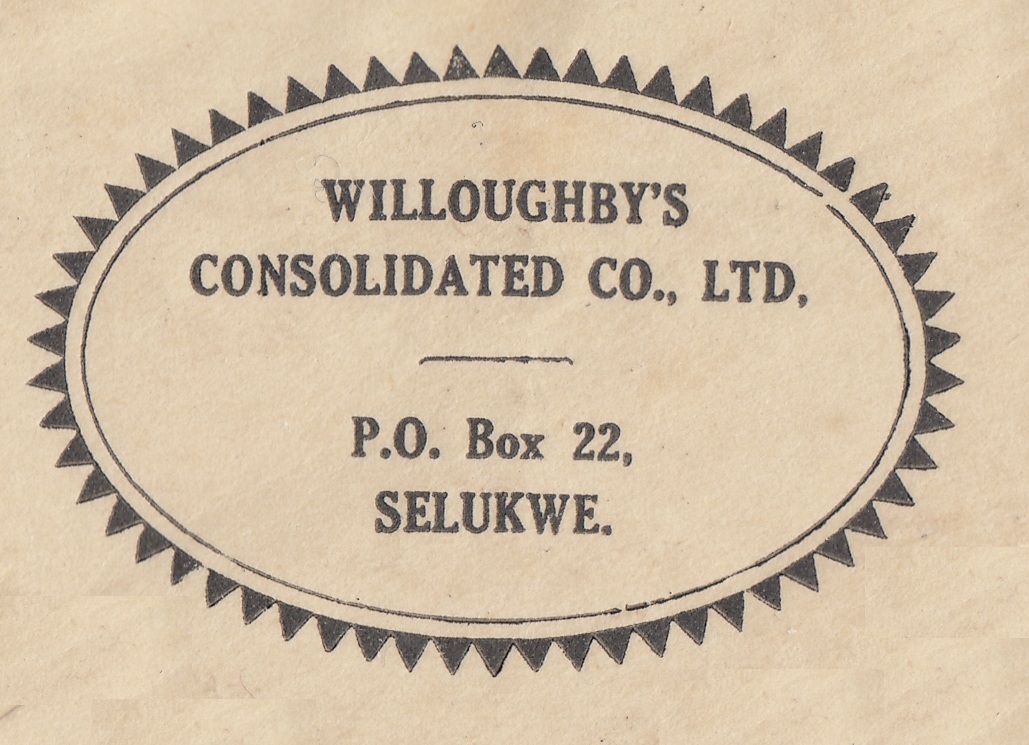 WILLOUGHBY'S
CONSOLIDATED CO., LTD,
P.O. Box 22,
SELUKWE.